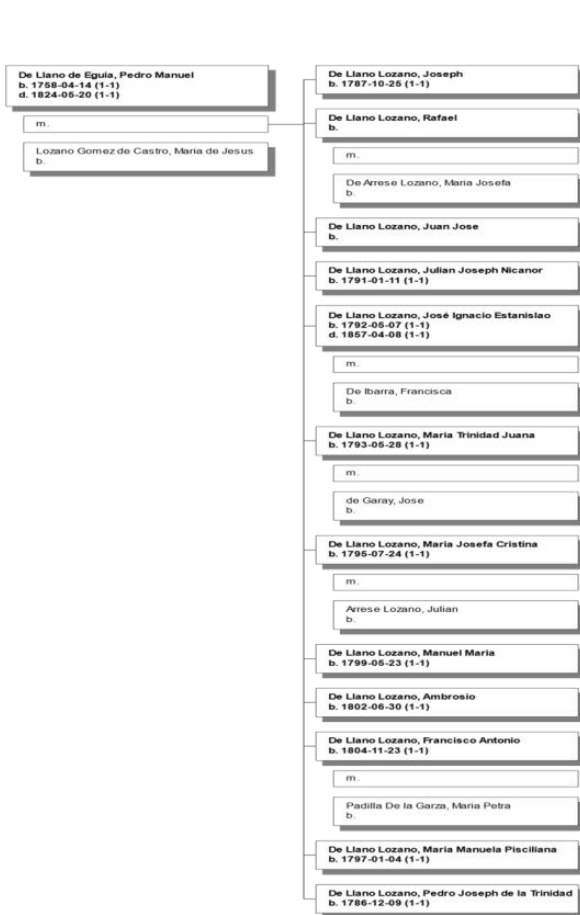 De Llano de Eguia, Pedro Manuel
b. 1758-04-14 (1-1)
d. 1824-05-20 (1-1)
m.
Lozano Gomez de Castro, Maria de Jesus
b.
De Llano Lozano, Joseph
b. 1787-10-25 (1-1)
De Llano Lozano, Rafael
b.
m.
De Arrese Lozano, Maria Josefa
b.
De Llano Lozano, Juan Jose
b.
De Llano Lozano, Julian Joseph Nicanor
b. 1791-01-11 (1-1)
De Llano Lozano, José Ignacio Estanislao
b. 1792-05-07 (1-1)
d. 1857-04-08 (1-1)
m.
De Ibarra, Francisca
b.
De Llano Lozano, Maria Trinidad Juana
b. 1793-05-28 (1-1)
m.
de Garay, Jose
b.
De Llano Lozano, Maria Josefa Cristina
b. 1795-07-24 (1-1)
m.
Arrese Lozano, Julian
b.
De Llano Lozano, Manuel Maria
b. 1799-05-23 (1-1)
De Llano Lozano, Ambrosio
b. 1802-06-30 (1-1)
De Llano Lozano, Francisco Antonio
b. 1804-11-23 (1-1)
m.
Padilla De la Garza, Maria Petra
b.
De Llano Lozano, Maria Manuela Pisciliana
b. 1797-01-04 (1-1)
De Llano Lozano, Pedro Joseph de la Trinidad
b. 1786-12-09 (1-1)